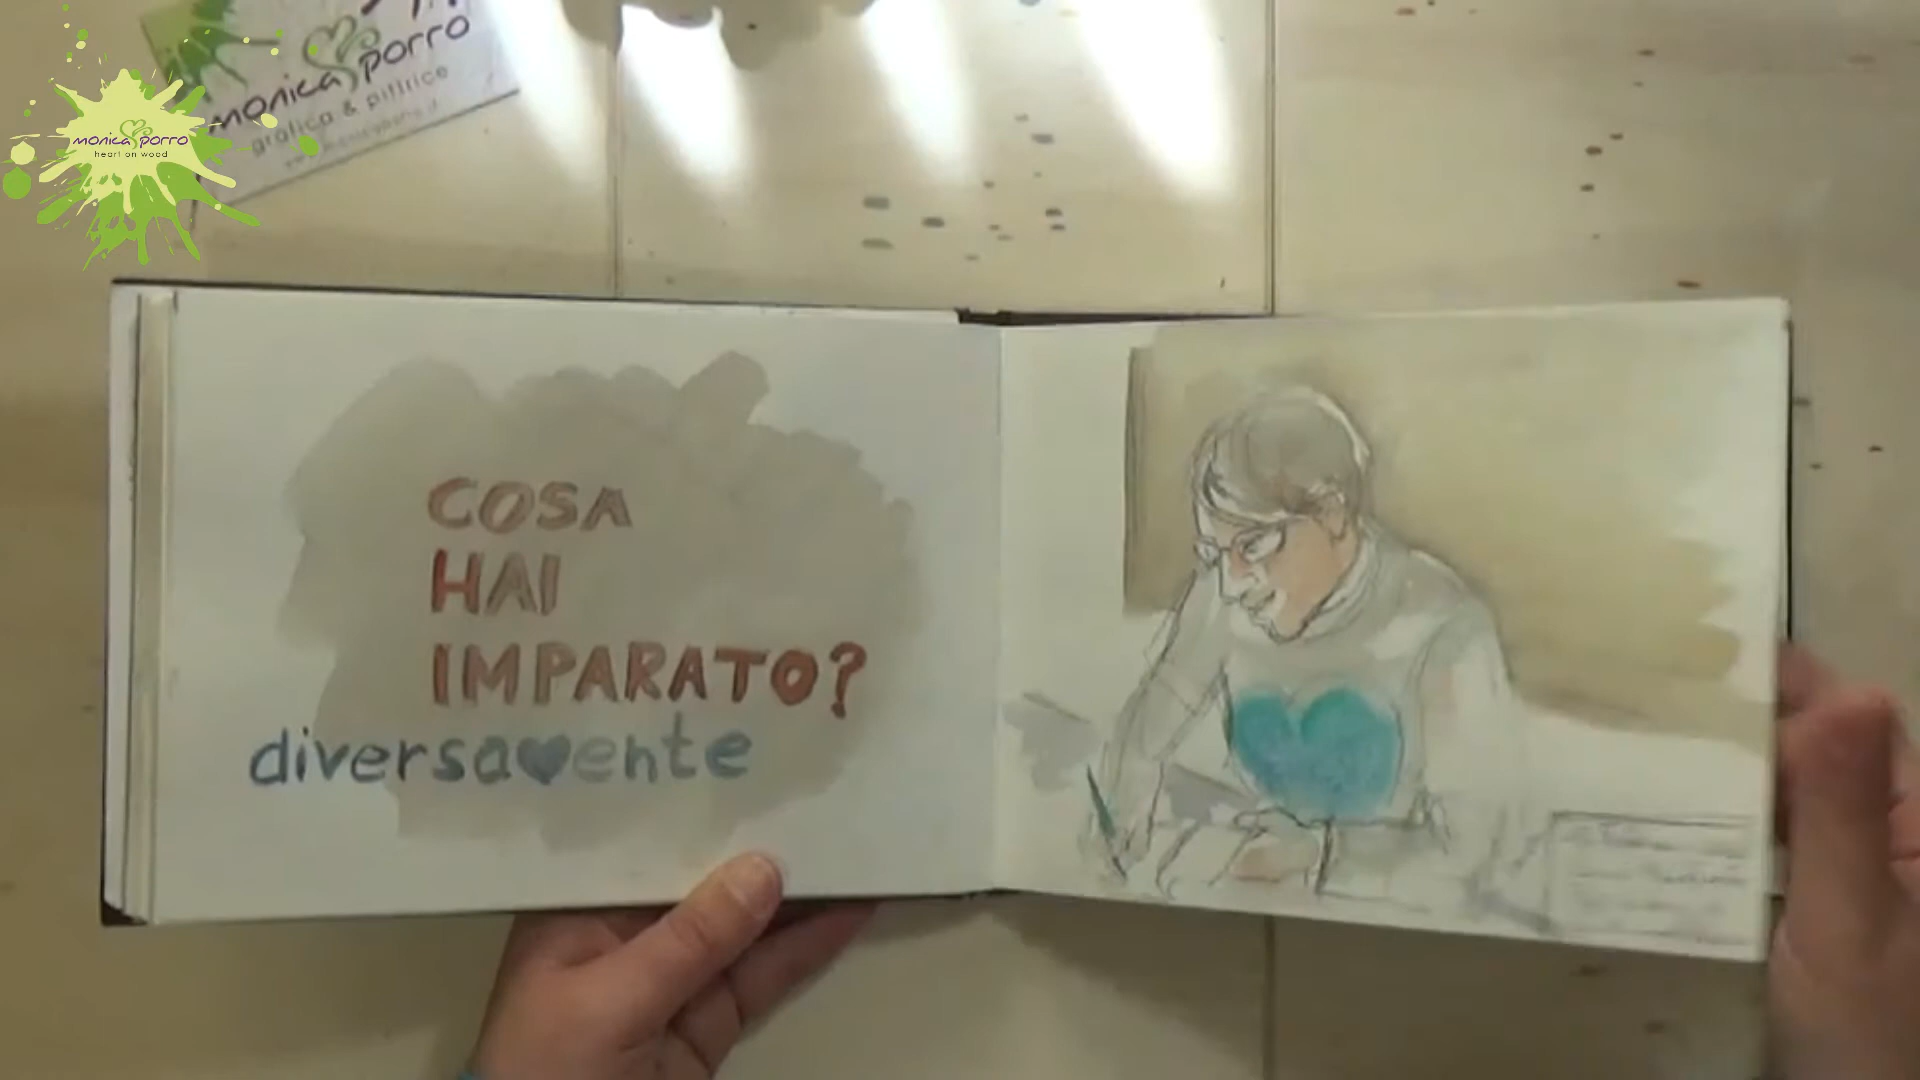 monica porro
grafica & pittrice
monica porro
heart on wood
COSA
HAI
IMPARATO?
diversa♥ente